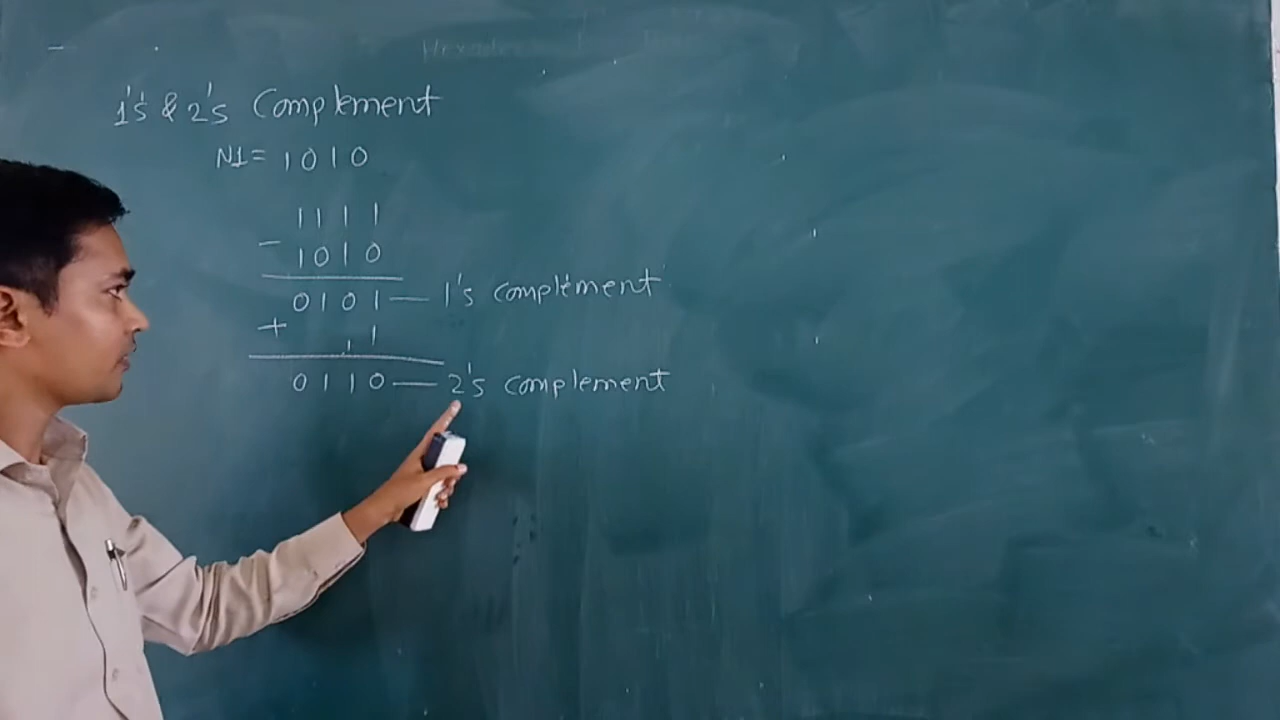 1's & 2's Complement
N1= 1010
1111
- 1010
0101 — 1's complement
+ 1
0110 — 2's complement